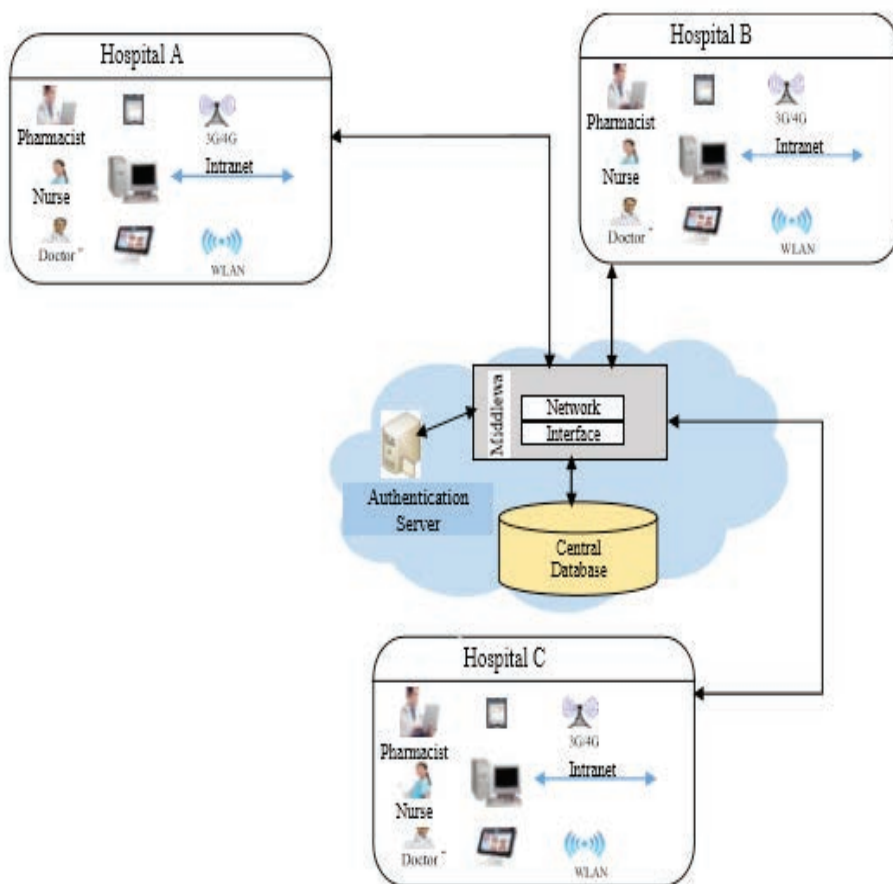 Hospital A
Pharmacist
3G/4G
Intranet
Nurse
Doctor
WLAN
Hospital B
Pharmacist
3G/4G
Intranet
Nurse
Doctor
WLAN
Middlewa
Network
Interface
Authentication
Server
Central
Database
Hospital C
Pharmacist
3G/4G
Intranet
Nurse
Doctor
WLAN